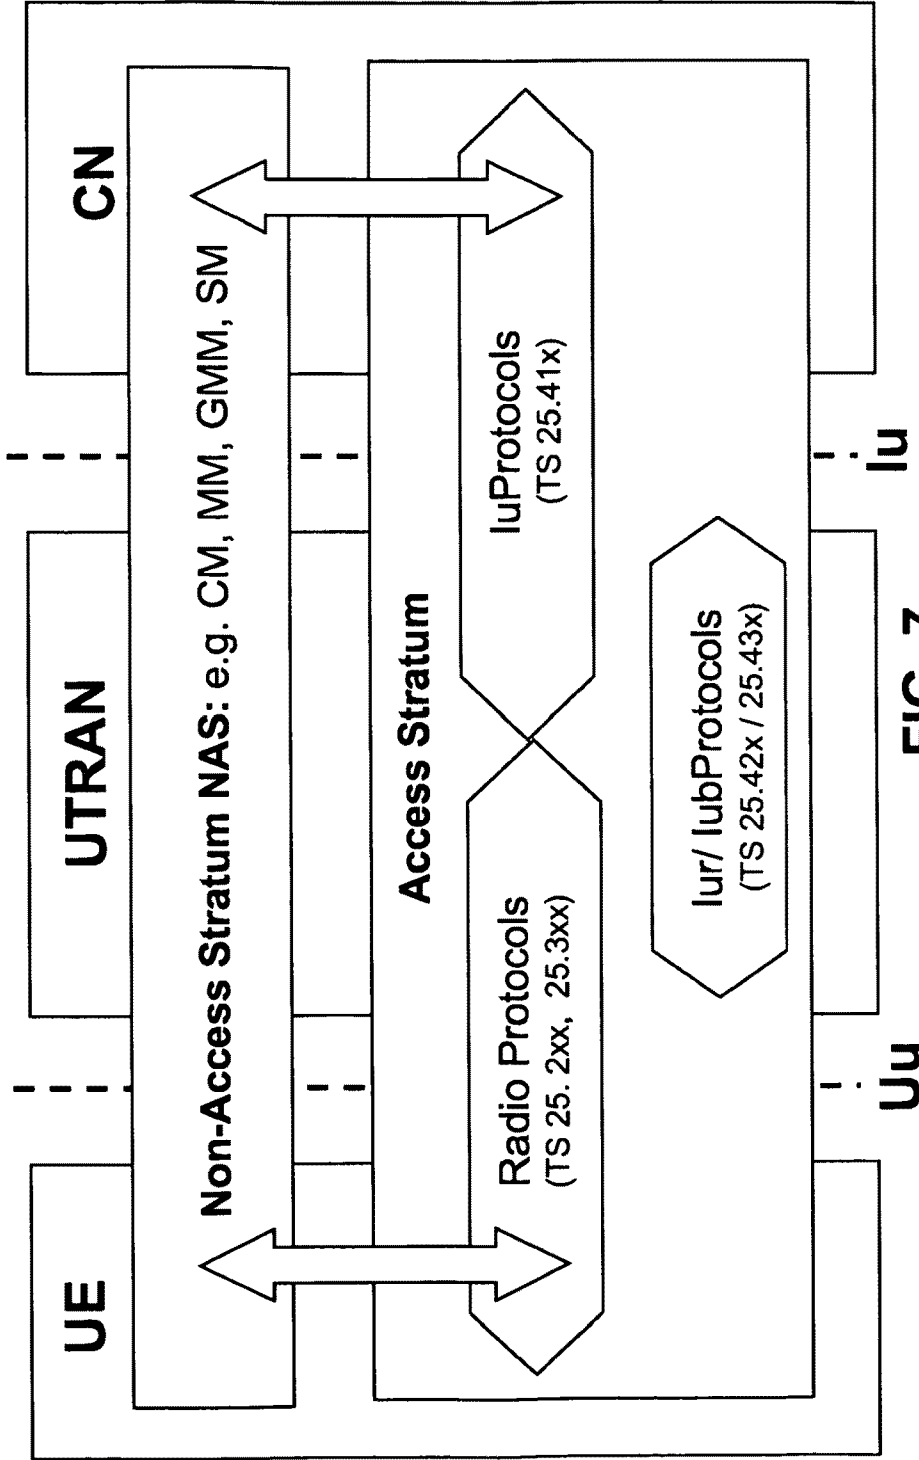 UE
UTRAN
CN
Non-Access Stratum NAS: e.g. CM, MM, GMM, SM
Access Stratum
Radio Protocols
(TS 25. 2xx, 25.3xx)
IuProtocols
(TS 25.41x)
Iur/ IubProtocols
(TS 25.42x / 25.43x)
Uu
Iu